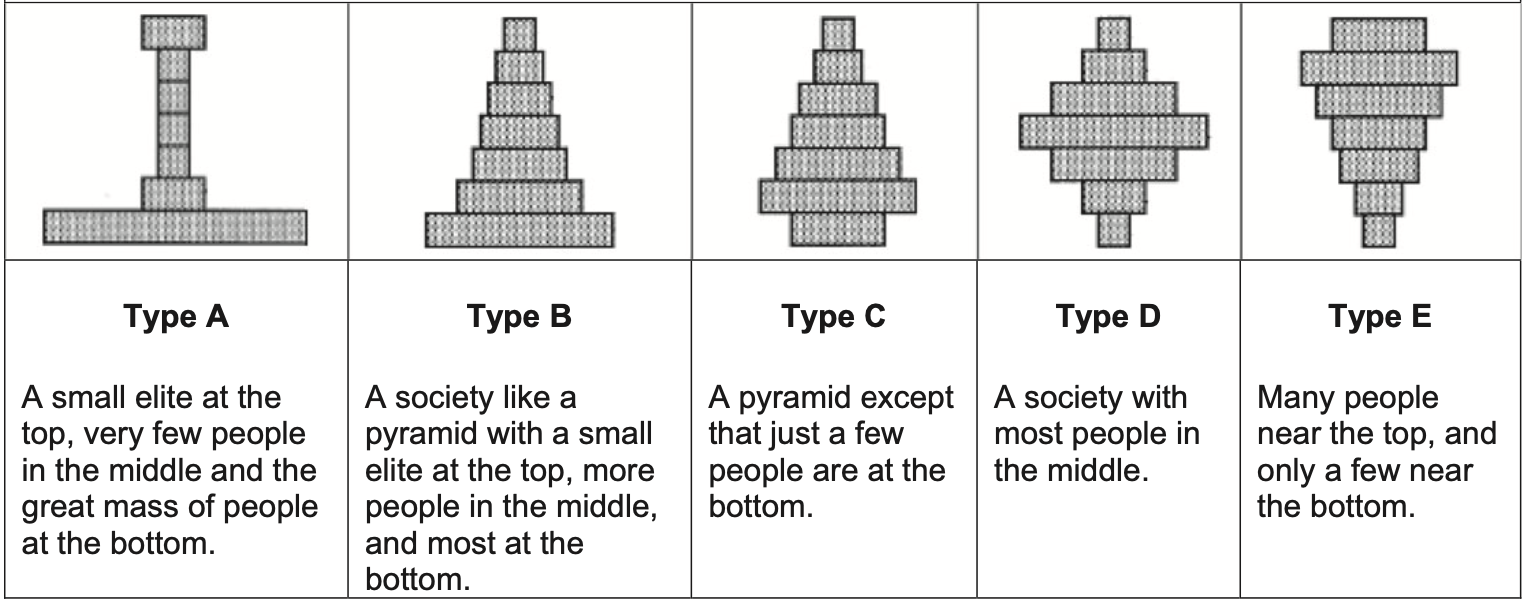 Type A
A small elite at the
top, very few people
in the middle and the
great mass of people
at the bottom.
Type B
A society like a
pyramid with a small
elite at the top, more
people in the middle,
and most at the
bottom.
Type C
A pyramid except
that just a few
people are at the
bottom.
Type D
A society with
most people in
the middle.
Type E
Many people
near the top, and
only a few near
the bottom.